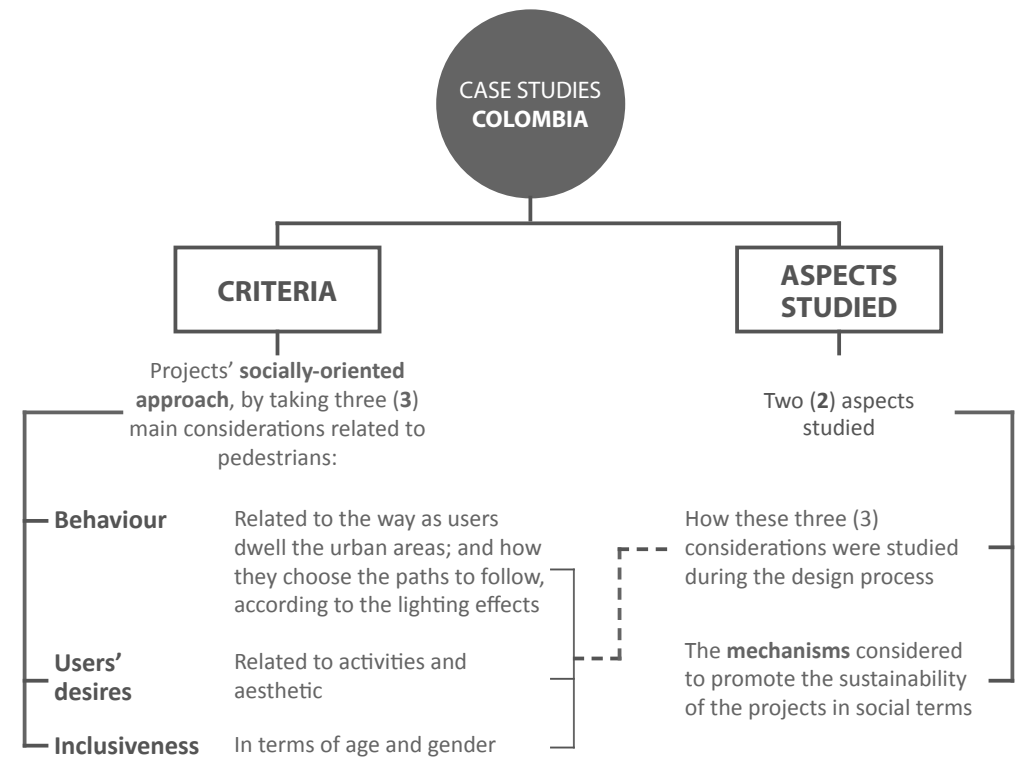 CASE STUDIES
COLOMBIA
CRITERIA
Projects’ socially-oriented
approach, by taking three (3)
main considerations related to
pedestrians:
Behaviour
Related to the way as users
dwell the urban areas; and how
they choose the paths to follow,
according to the lighting effects
Users’
desires
Related to activities and
aesthetic
Inclusiveness
In terms of age and gender
ASPECTS
STUDIED
Two (2) aspects
studied
How these three (3)
considerations were studied
during the design process
The mechanisms considered
to promote the sustainability
of the projects in social terms